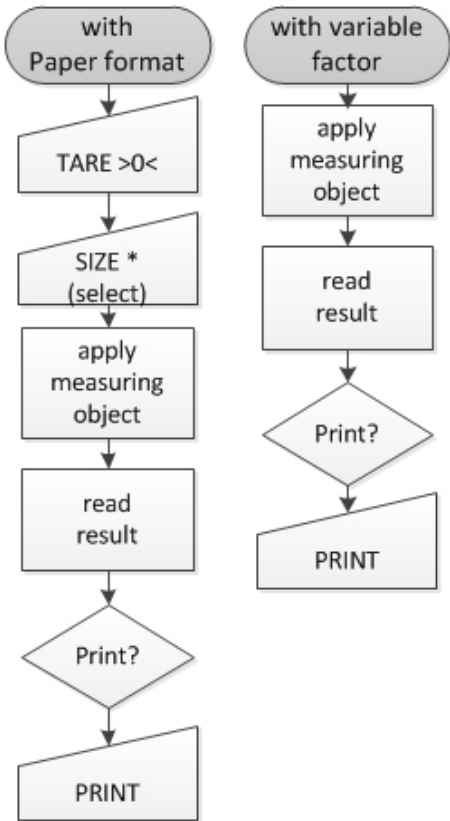 with
Paper format
TARE >0<
SIZE *
(select)
apply
measuring
object
read
result
Print?
PRINT
with variable
factor
apply
measuring
object
read
result
Print?
PRINT